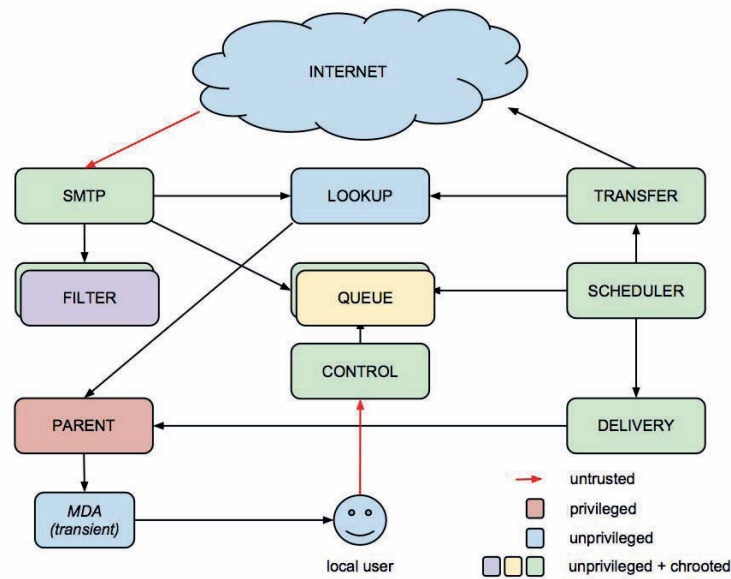 INTERNET
SMTP
LOOKUP
TRANSFER
FILTER
QUEUE
SCHEDULER
CONTROL
PARENT
DELIVERY
MDA
(transient)
local user
untrusted
privileged
unprivileged
unprivileged + chrooted